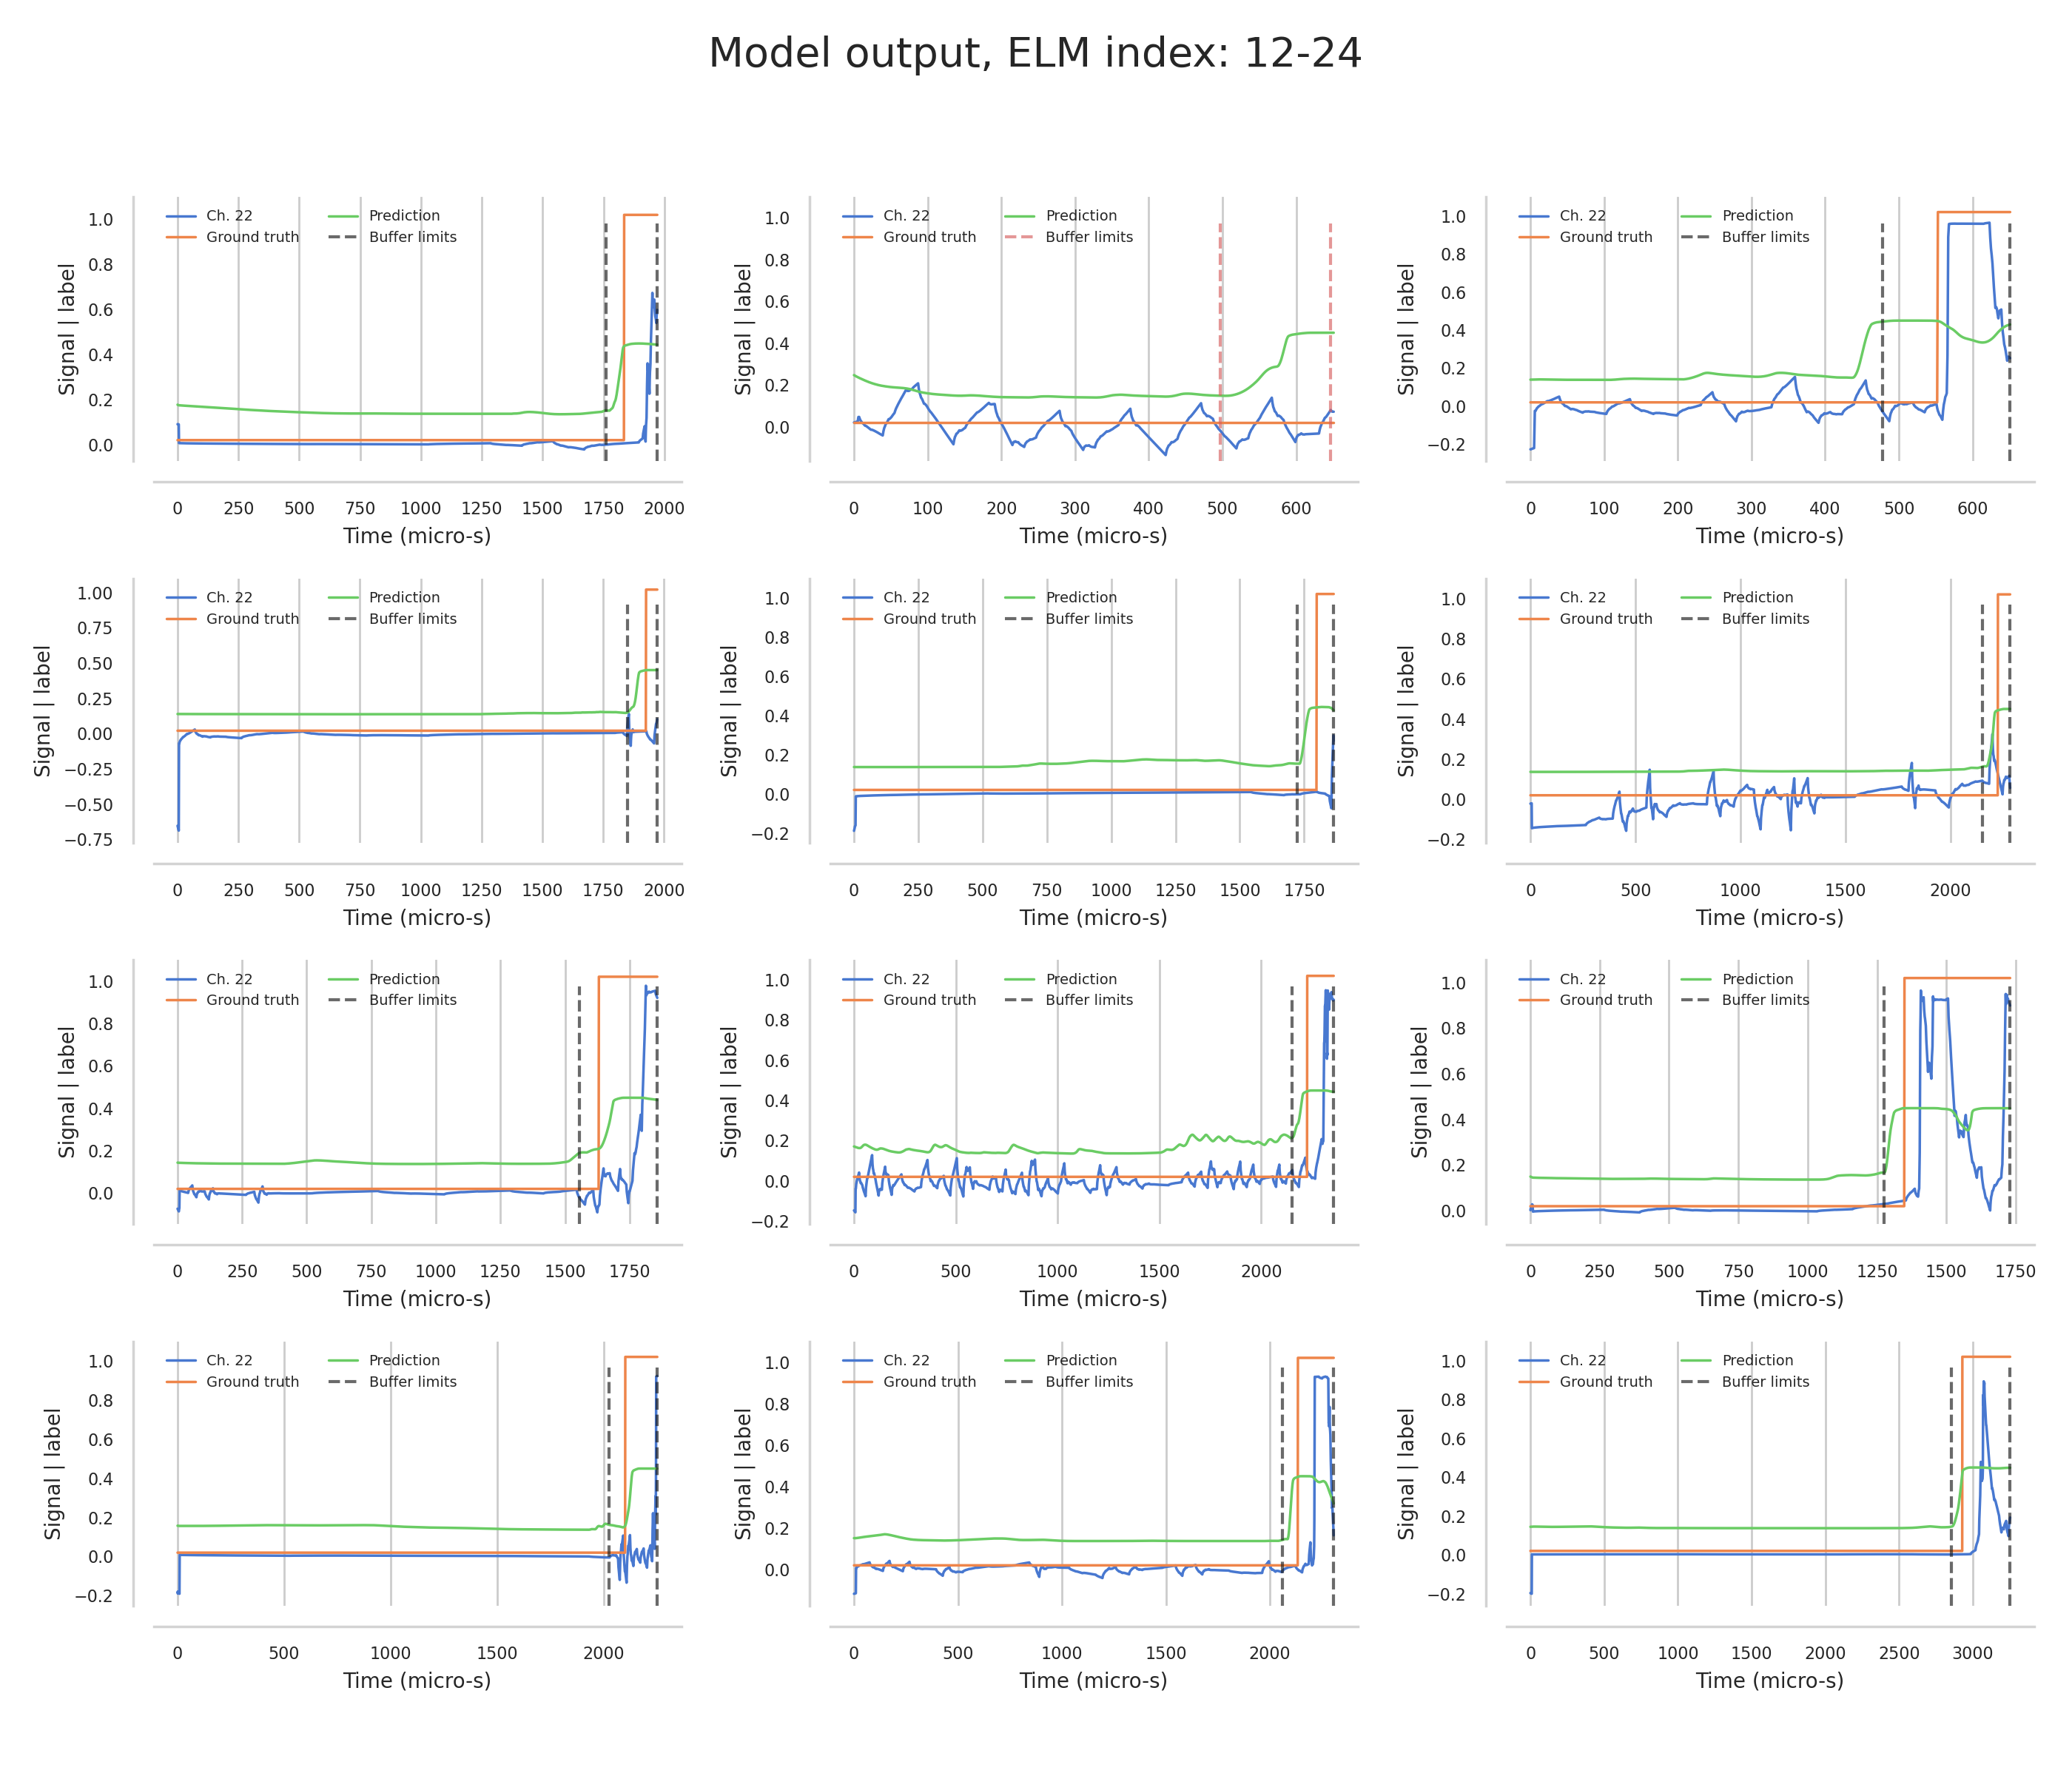 Model output, ELM index: 12-24
Ch. 22 Prediction
Ground truth Buffer limits
Signal | label
1.0
0.8
0.6
0.4
0.2
0.0
0 250 500 750 1000 1250 1500 1750 2000
Time (micro-s)
Ch. 22 Prediction
Ground truth Buffer limits
Signal | label
1.0
0.8
0.6
0.4
0.2
0.0
0 100 200 300 400 500 600
Time (micro-s)
Ch. 22 Prediction
Ground truth Buffer limits
Signal | label
1.0
0.8
0.6
0.4
0.2
0.0
−0.2
0 100 200 300 400 500 600
Time (micro-s)
Ch. 22 Prediction
Ground truth Buffer limits
Signal | label
1.00
0.75
0.50
0.25
0.00
−0.25
−0.50
−0.75
0 250 500 750 1000 1250 1500 1750 2000
Time (micro-s)
Ch. 22 Prediction
Ground truth Buffer limits
Signal | label
1.0
0.8
0.6
0.4
0.2
0.0
−0.2
0 250 500 750 1000 1250 1500 1750
Time (micro-s)
Ch. 22 Prediction
Ground truth Buffer limits
Signal | label
1.0
0.8
0.6
0.4
0.2
0.0
−0.2
0 500 1000 1500 2000
Time (micro-s)
Ch. 22 Prediction
Ground truth Buffer limits
Signal | label
1.0
0.8
0.6
0.4
0.2
0.0
0 250 500 750 1000 1250 1500 1750
Time (micro-s)
Ch. 22 Prediction
Ground truth Buffer limits
Signal | label
1.0
0.8
0.6
0.4
0.2
0.0
−0.2
0 500 1000 1500 2000
Time (micro-s)
Ch. 22 Prediction
Ground truth Buffer limits
Signal | label
1.0
0.8
0.6
0.4
0.2
0.0
0 250 500 750 1000 1250 1500 1750
Time (micro-s)
Ch. 22 Prediction
Ground truth Buffer limits
Signal | label
1.0
0.8
0.6
0.4
0.2
0.0
−0.2
0 500 1000 1500 2000
Time (micro-s)
Ch. 22 Prediction
Ground truth Buffer limits
Signal | label
1.0
0.8
0.6
0.4
0.2
0.0
0 500 1000 1500 2000
Time (micro-s)
Ch. 22 Prediction
Ground truth Buffer limits
Signal | label
1.0
0.8
0.6
0.4
0.2
0.0
−0.2
0 500 1000 1500 2000 2500 3000
Time (micro-s)